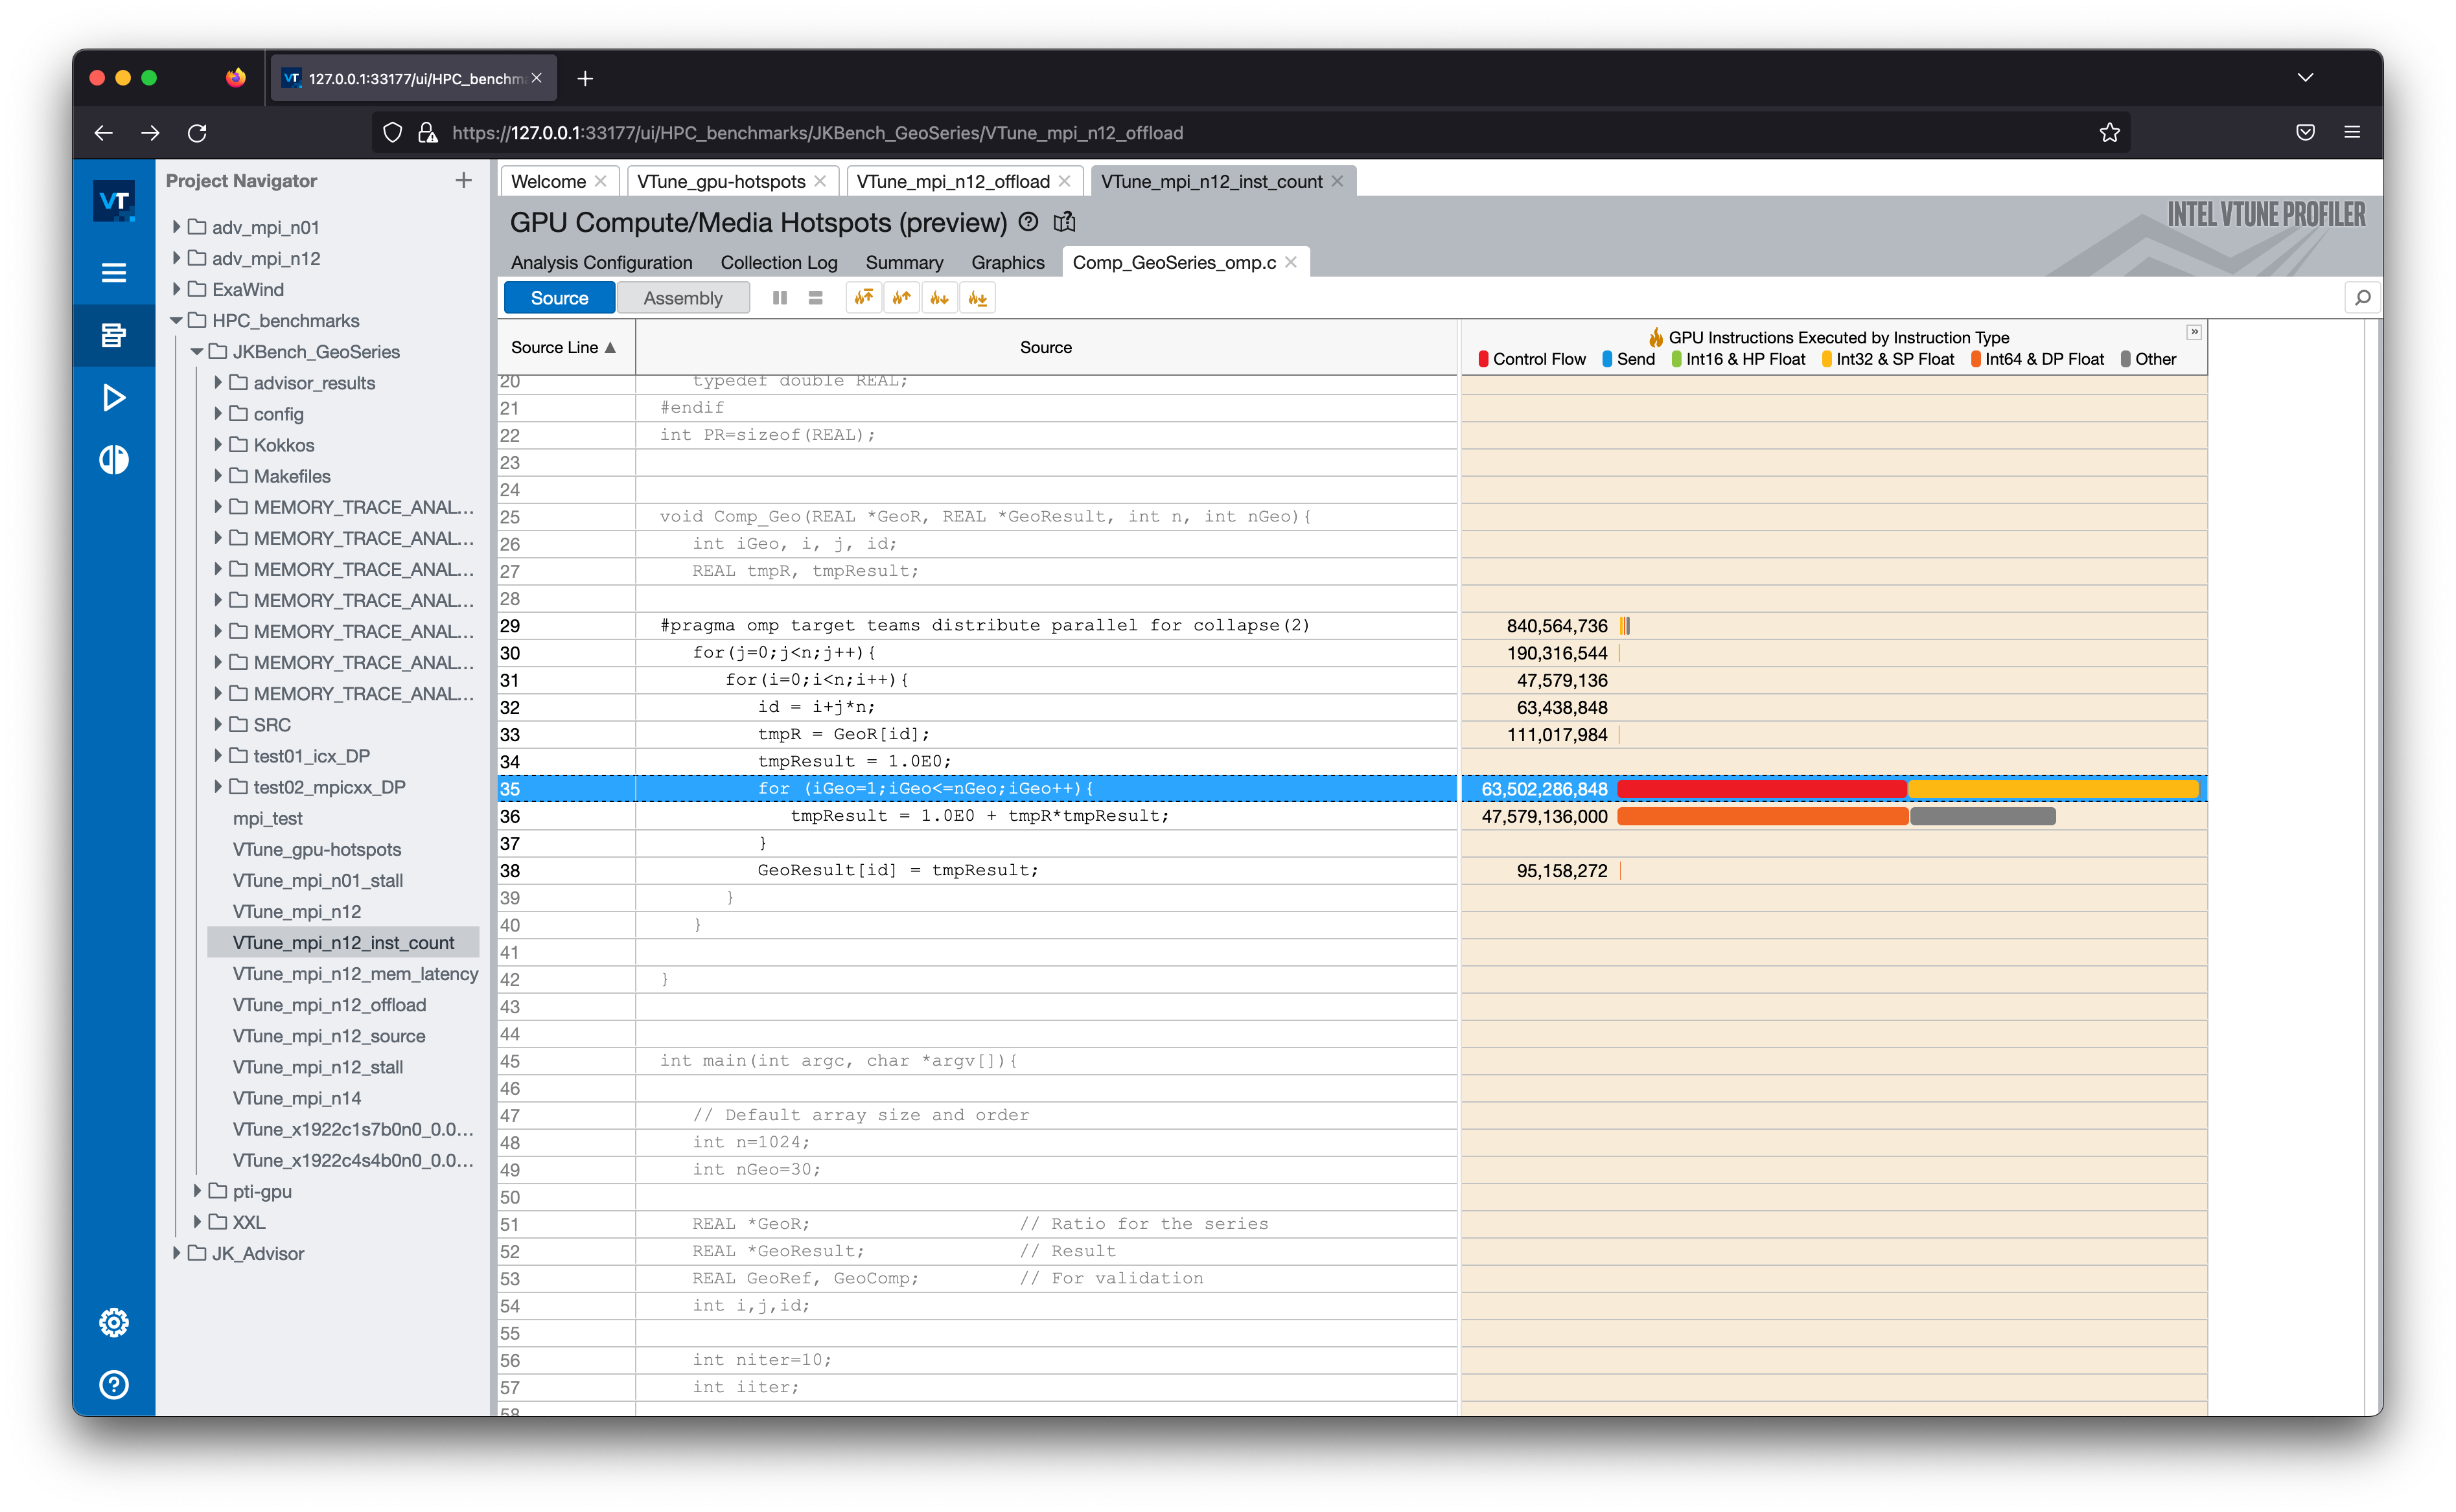 VT 127.0.0.1:33177/ui/HPC_benchm
https://127.0.0.1:33177/ui/HPC_benchmarks/JKBench_GeoSeries/VTune_mpi_n12_offload
VT
Project Navigator
adv_mpi_n01
adv_mpi_n12
ExaWind
HPC_benchmarks
JKBench_GeoSeries
advisor_results
config
Kokkos
Makefiles
MEMORY_TRACE_ANAL...
MEMORY_TRACE_ANAL...
MEMORY_TRACE_ANAL...
MEMORY_TRACE_ANAL...
MEMORY_TRACE_ANAL...
MEMORY_TRACE_ANAL...
MEMORY_TRACE_ANAL...
SRC
test01_icx_DP
test02_mpicxx_DP
mpi_test
VTune_gpu-hotspots
VTune_mpi_n01_stall
VTune_mpi_n12
VTune_mpi_n12_inst_count
VTune_mpi_n12_mem_latency
VTune_mpi_n12_offload
VTune_mpi_n12_source
VTune_mpi_n12_stall
VTune_mpi_n14
VTune_x1922c1s7b0n0_0.0...
VTune_x1922c4s4b0n0_0.0...
pti-gpu
XXL
JK_Advisor
Welcome VTune_gpu-hotspots VTune_mpi_n12_offload VTune_mpi_n12_inst_count
GPU Compute/Media Hotspots (preview)
INTEL VTUNE PROFILER
Analysis Configuration Collection Log Summary Graphics Comp_GeoSeries_omp.c
Source Assembly
Source Line Source GPU Instructions Executed by Instruction Type
Control Flow Send Int16 & HP Float Int32 & SP Float Int64 & DP Float Other
20 typedef double REAL;
21 #endif
22 int PR=sizeof(REAL);
23
24
25 void Comp_Geo(REAL *GeoR, REAL *GeoResult, int n, int nGeo){
26 int iGeo, i, j, id;
27 REAL tmpR, tmpResult;
28
29 #pragma omp target teams distribute parallel for collapse(2) 840,564,736
30 for(j=0;j<n;j++){ 190,316,544
31 for(i=0;i<n;i++){ 47,579,136
32 id = i+j*n; 63,438,848
33 tmpR = GeoR[id]; 111,017,984
34 tmpResult = 1.0E0;
35 for (iGeo=1;iGeo<=nGeo;iGeo++){ 63,502,286,848
36 tmpResult = 1.0E0 + tmpR*tmpResult; 47,579,136,000
37 }
38 GeoResult[id] = tmpResult; 95,158,272
39 }
40 }
41
42 }
43
44
45 int main(int argc, char *argv[]){
46
47 // Default array size and order
48 int n=1024;
49 int nGeo=30;
50
51 REAL *GeoR; // Ratio for the series
52 REAL *GeoResult; // Result
53 REAL GeoRef, GeoComp; // For validation
54 int i,j,id;
55
56 int niter=10;
57 int iiter;
58